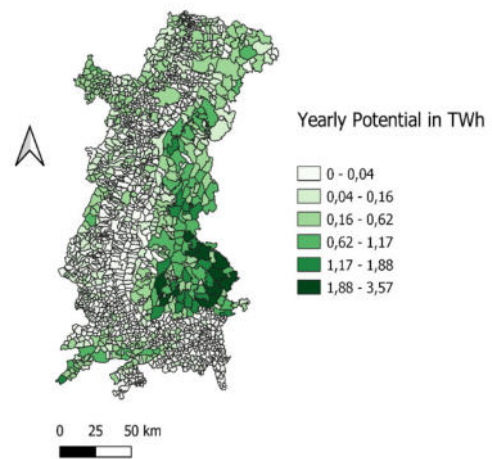 Yearly Potential in TWh
0 - 0,04
0,04 - 0,16
0,16 - 0,62
0,62 - 1,17
1,17 - 1,88
1,88 - 3,57
0 25 50 km